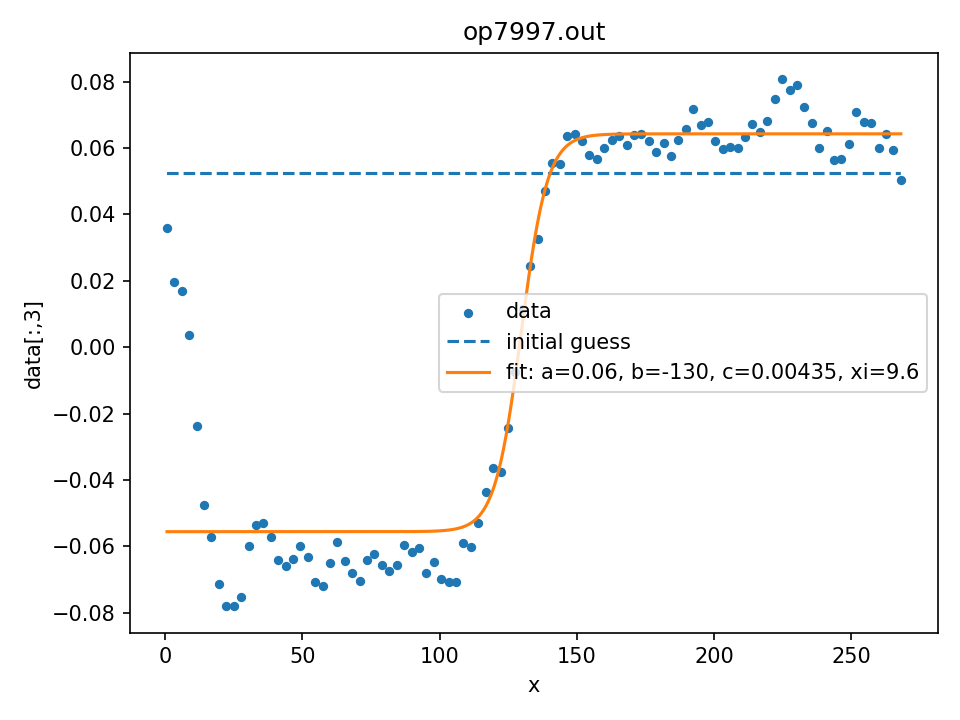 op7997.out
0.08
0.06
0.04
0.02
0.00
−0.02
−0.04
−0.06
−0.08
data[:,3]
data
initial guess
fit: a=0.06, b=-130, c=0.00435, xi=9.6
0 50 100 150 200 250
x